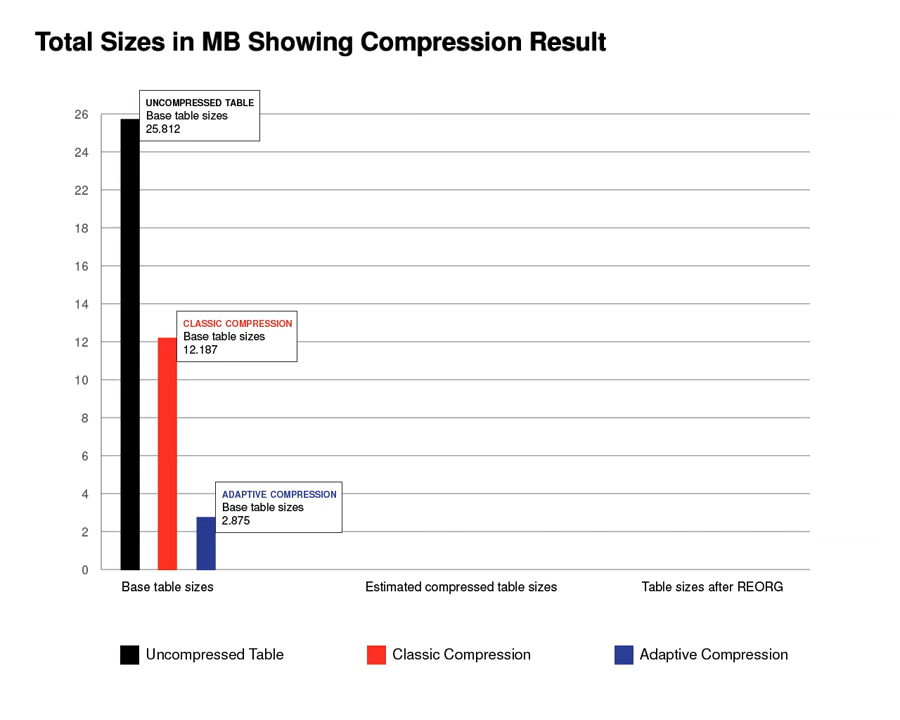 Total Sizes in MB Showing Compression Result
UNCOMPRESSED TABLE
Base table sizes
25.812
26
24
22
18
16
14
CLASSIC COMPRESSION
Base table sizes
12.187
12
10
8
6
4
ADAPTIVE COMPRESSION
Base table sizes
2.875
2
0
Base table sizes
Estimated compressed table sizes
Table sizes after REORG
Uncompressed Table
Classic Compression
Adaptive Compression